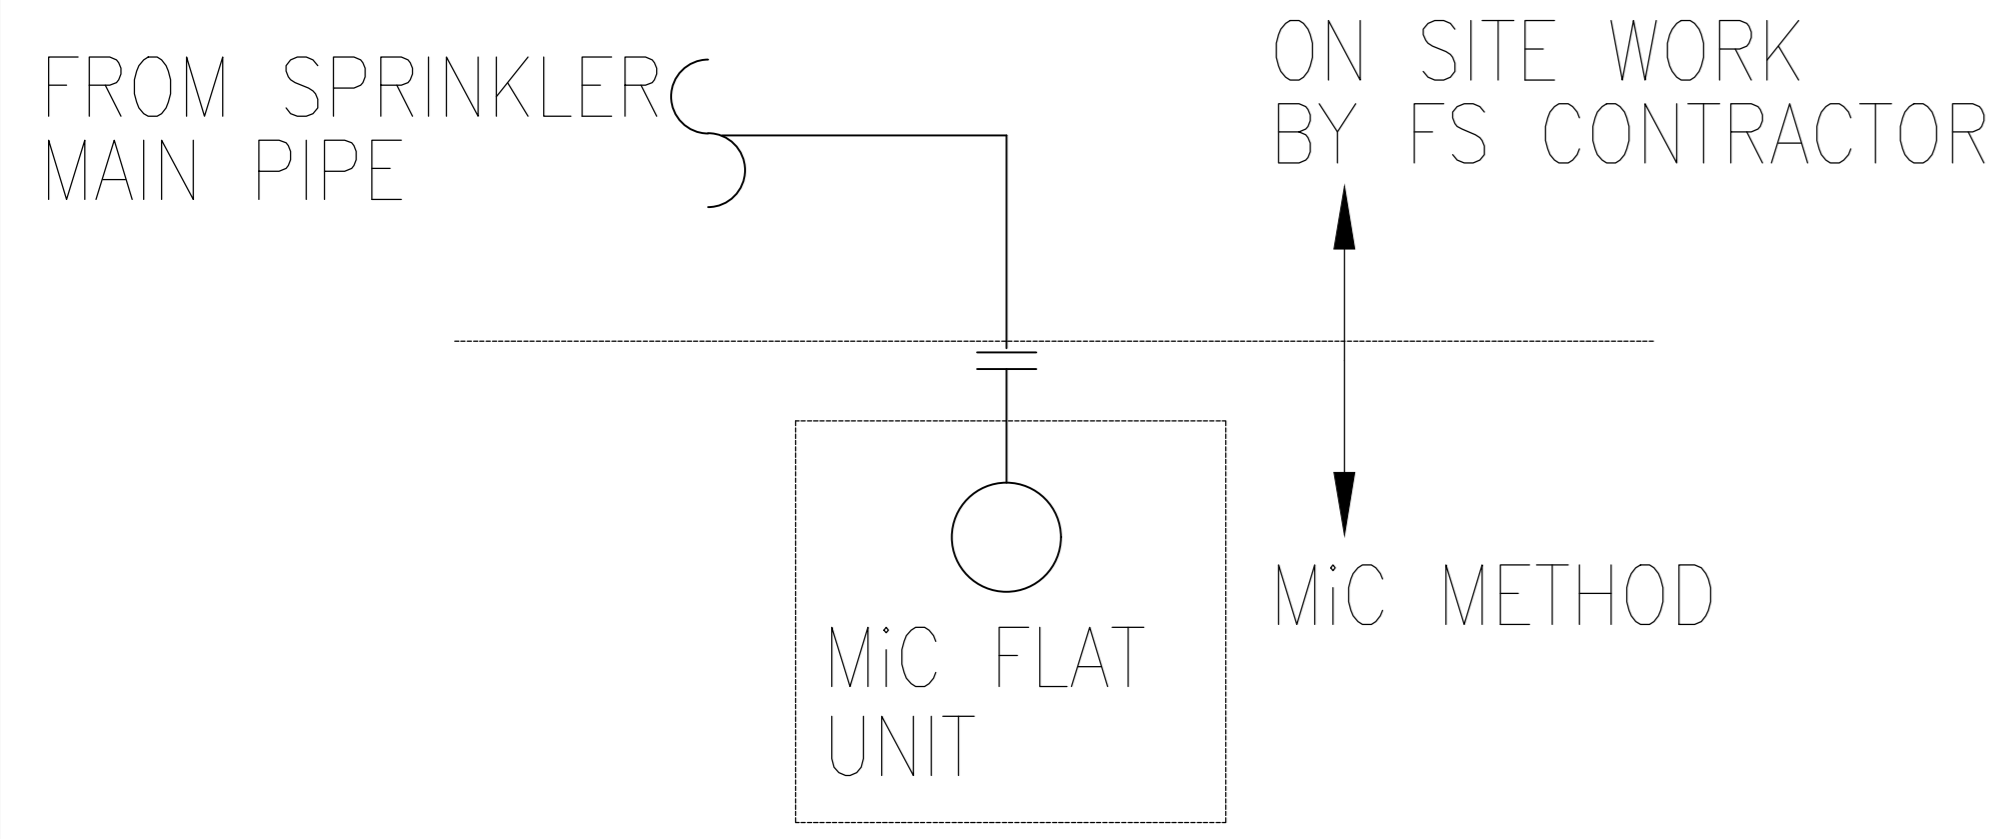 FROM SPRINKLER
MAIN PIPE
ON SITE WORK
BY FS CONTRACTOR
MiC METHOD
MiC FLAT
UNIT